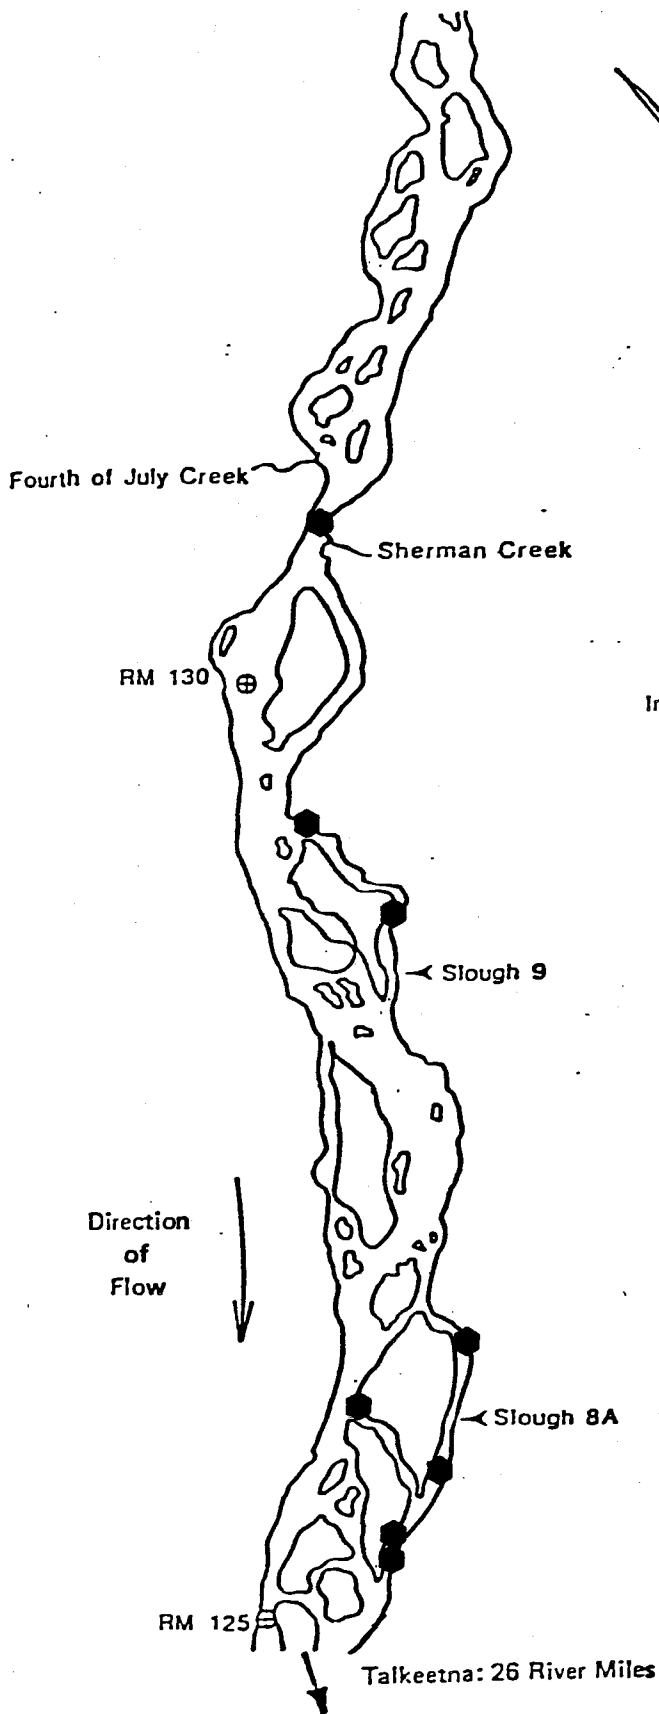 Fourth of July Creek
Sherman Creek
RM 130
In
Slough 9
Direction
of
Flow
Slough 8A
RM 125
Talkeetna: 26 River Miles